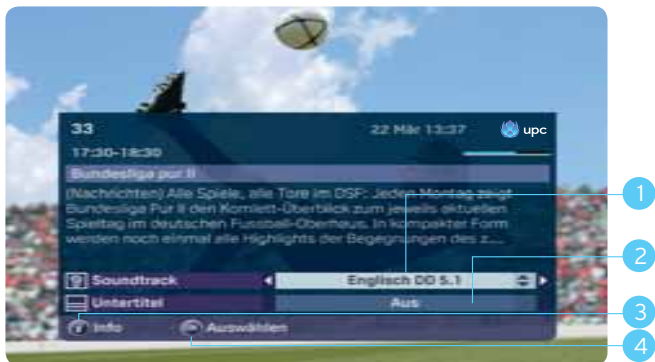 33
22 Mär 13:37
upc
17:30-18:30
Bundesliga pur II
(Nachrichten) Alle Spiele, alle Tore im DSF: Jeden Montag zeigt
Bundesliga Pur II den Komlett-Überblick zum jeweils aktuellen
Spieltag im deutschen Fussball-Oberhaus. In kompakter Form
werden noch einmal alle Highlights der Begegnungen des z....
Soundtrack
Englisch DD 5.1
Untertitel
Aus
i Info
OK Auswählen
1
2
3
4